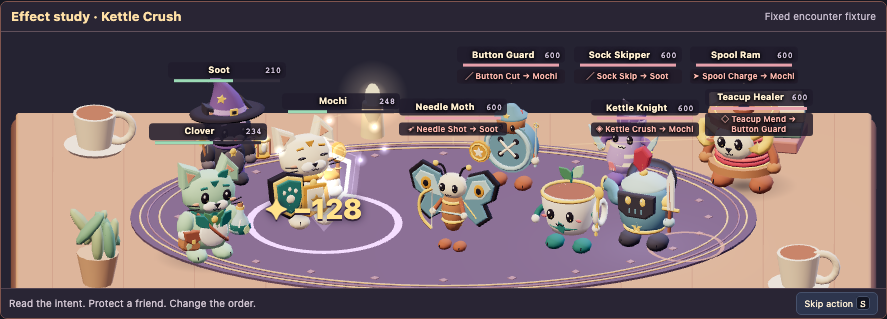 Effect study · Kettle Crush
Fixed encounter fixture
Button Guard 600
⟋ Button Cut → Mochi
Sock Skipper 600
⟋ Sock Skip → Soot
Spool Ram 600
➤ Spool Charge → Mochi
Soot 210
Mochi 248
Needle Moth 600
➶ Needle Shot → Soot
Kettle Knight 600
◈ Kettle Crush → Mochi
Teacup Healer 600
◇ Teacup Mend →
Button Guard
Clover 234
✦−128
Read the intent. Protect a friend. Change the order.
Skip action S